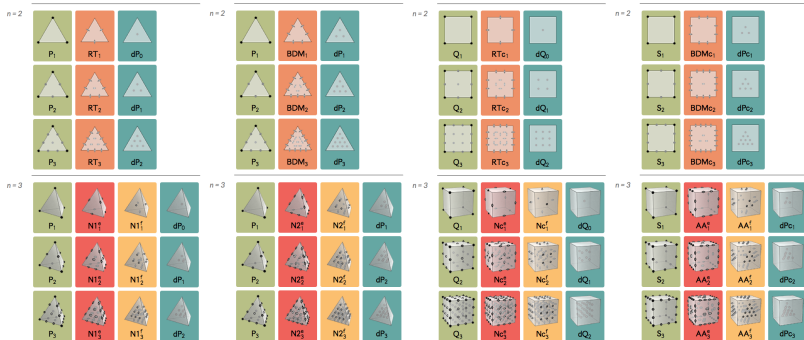 n=2 n=2 n=2 n=2
P₁ RT₁ dP₀ P₁ BDM₁ dP₁ Q₁ RTc₁ dQ₀ S₁ BDMc₁ dPc₁
P₂ RT₂ dP₁ P₂ BDM₂ dP₂ Q₂ RTc₂ dQ₁ S₂ BDMc₂ dPc₂
P₃ RT₃ dP₂ P₃ BDM₃ dP₃ Q₃ RTc₃ dQ₂ S₃ BDMc₃ dPc₃
n=3 n=3 n=3 n=3
P₁ N1ᵉ₁ N1ᶠ₁ dP₀ P₁ N2ᵉ₁ N2ᶠ₁ dP₁ Q₁ Ncᵉ₁ Ncᶠ₁ dQ₀ S₁ AAᵉ₁ AAᶠ₁ dPc₁
P₂ N1ᵉ₂ N1ᶠ₂ dP₁ P₂ N2ᵉ₂ N2ᶠ₂ dP₂ Q₂ Ncᵉ₂ Ncᶠ₂ dQ₁ S₂ AAᵉ₂ AAᶠ₂ dPc₂
P₃ N1ᵉ₃ N1ᶠ₃ dP₂ P₃ N2ᵉ₃ N2ᶠ₃ dP₃ Q₃ Ncᵉ₃ Ncᶠ₃ dQ₂ S₃ AAᵉ₃ AAᶠ₃ dPc₃